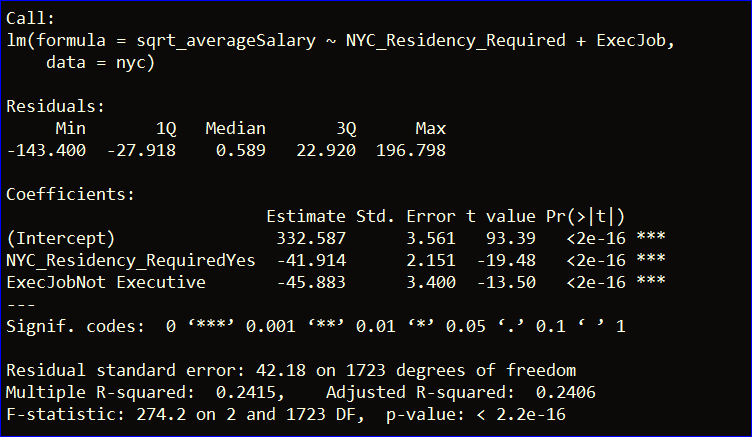 Call:
lm(formula = sqrt_averageSalary ~ NYC_Residency_Required + ExecJob,
    data = nyc)

Residuals:
     Min       1Q   Median       3Q      Max
-143.400  -27.918    0.589   22.920  196.798

Coefficients:
                          Estimate Std. Error t value Pr(>|t|)
(Intercept)                332.587      3.561   93.39   <2e-16 ***
NYC_Residency_RequiredYes  -41.914      2.151  -19.48   <2e-16 ***
ExecJobNot Executive       -45.883      3.400  -13.50   <2e-16 ***
---
Signif. codes:  0 ‘***’ 0.001 ‘**’ 0.01 ‘*’ 0.05 ‘.’ 0.1 ‘ ’ 1

Residual standard error: 42.18 on 1723 degrees of freedom
Multiple R-squared:  0.2415,    Adjusted R-squared:  0.2406
F-statistic: 274.2 on 2 and 1723 DF,  p-value: < 2.2e-16